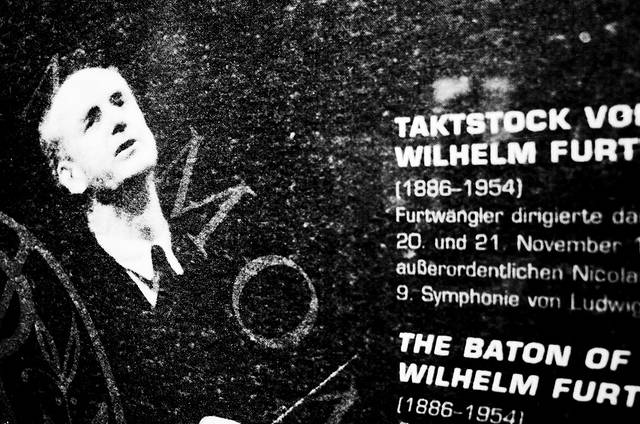 TAKTSTOCK
WILHELM
(1886–1954)
Furtwängler dirigierte
20. und 21. November
außerordentlichen
9. Symphonie von Ludwig
THE BATON OF
WILHELM
(1886–1954)